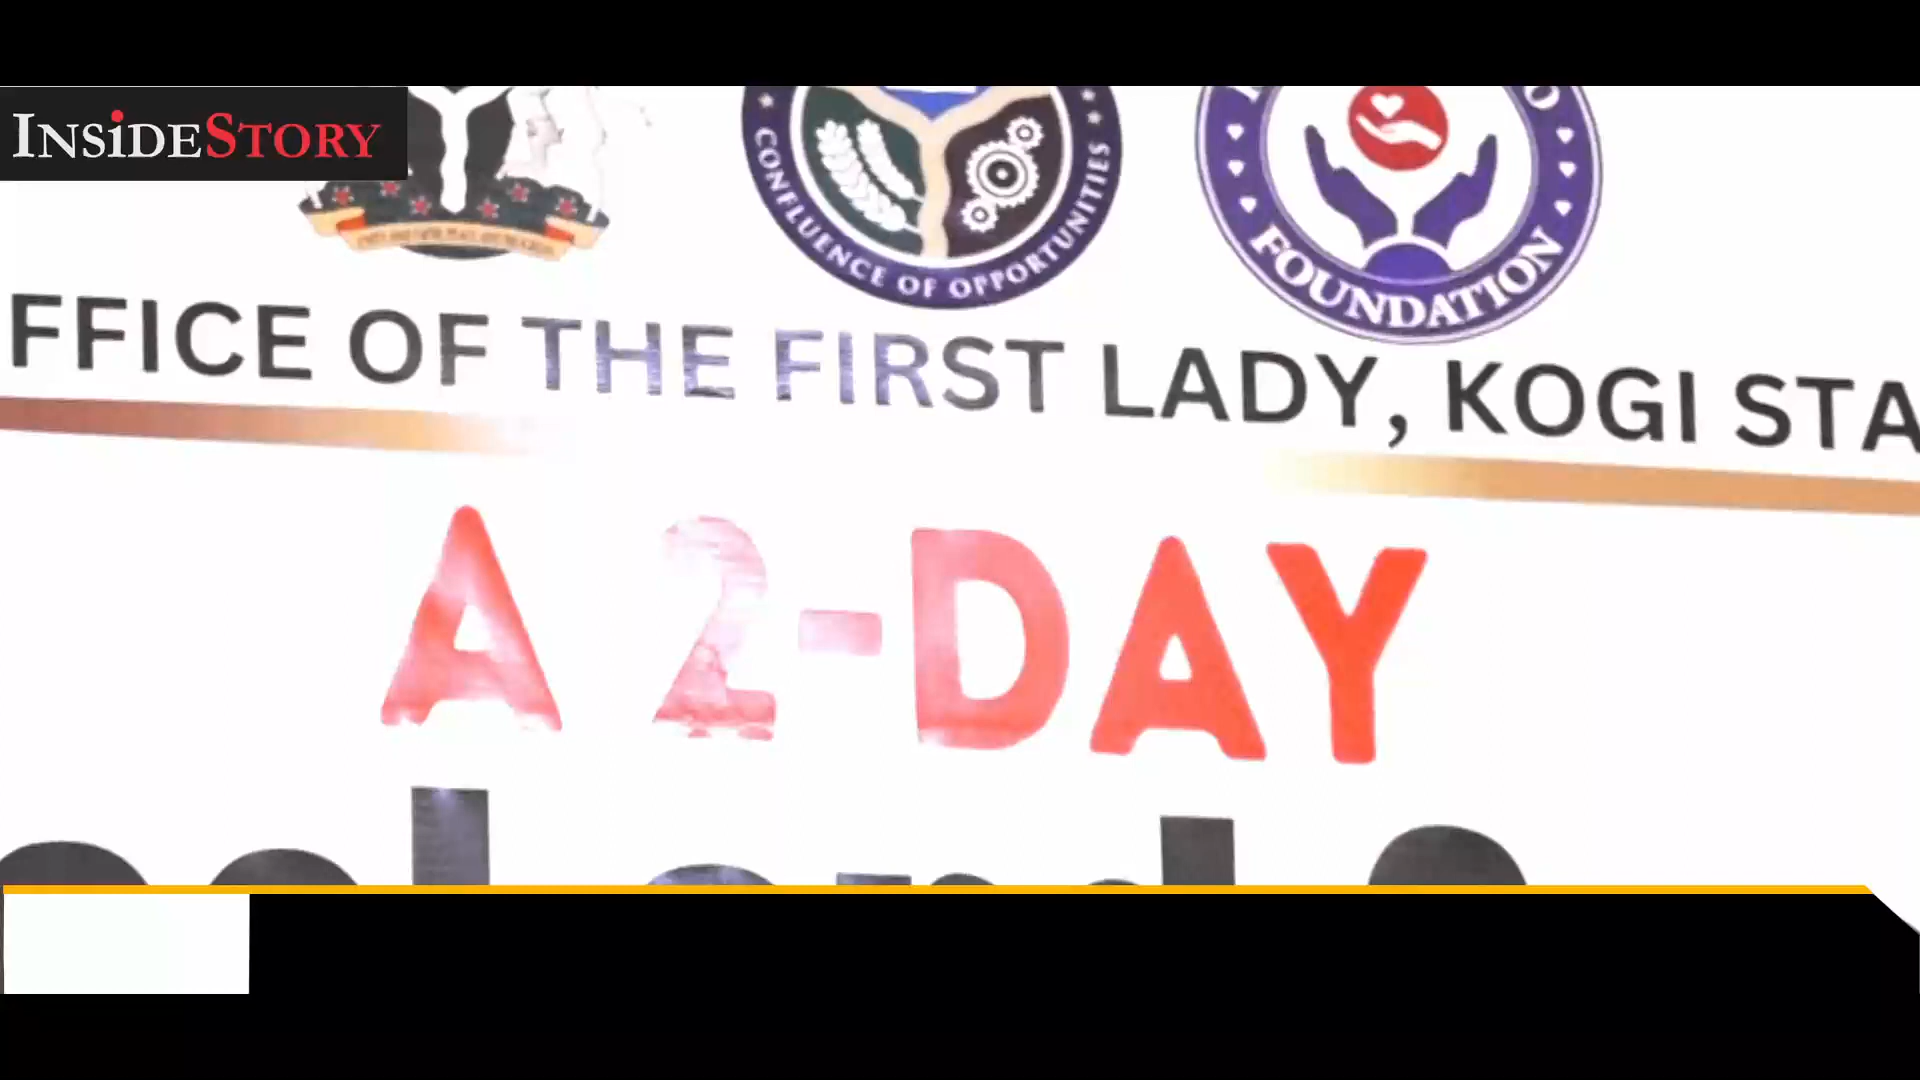 INSIDESTORY
CONFLUENCE OF OPPORTUNITIES
FOUNDATION
FFICE OF THE FIRST LADY, KOGI STA
A 2-DAY